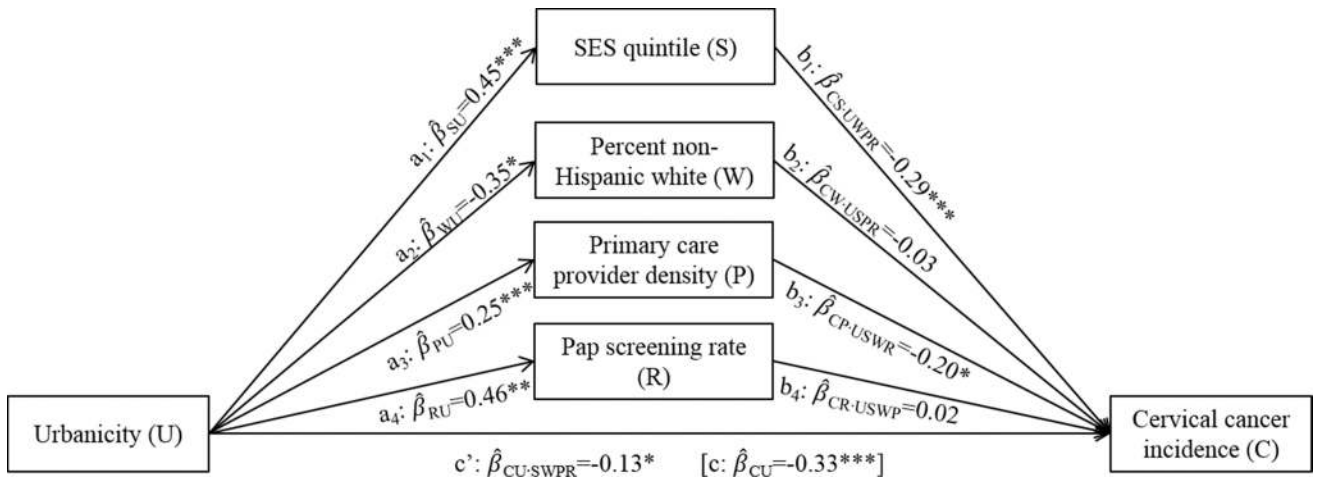 SES quintile (S)
a₁: β̂SU=0.45***
b₁: β̂CS·UWPR=-0.29***
Percent non-
Hispanic white (W)
a₂: β̂WU=-0.35*
b₂: β̂CW·USPR=-0.03
Primary care
provider density (P)
a₃: β̂PU=0.25***
b₃: β̂CP·USWR=-0.20*
Pap screening rate
(R)
a₄: β̂RU=0.46**
b₄: β̂CR·USWP=0.02
Urbanicity (U)
Cervical cancer
incidence (C)
c’: β̂CU·SWPR=-0.13* [c: β̂CU=-0.33***]